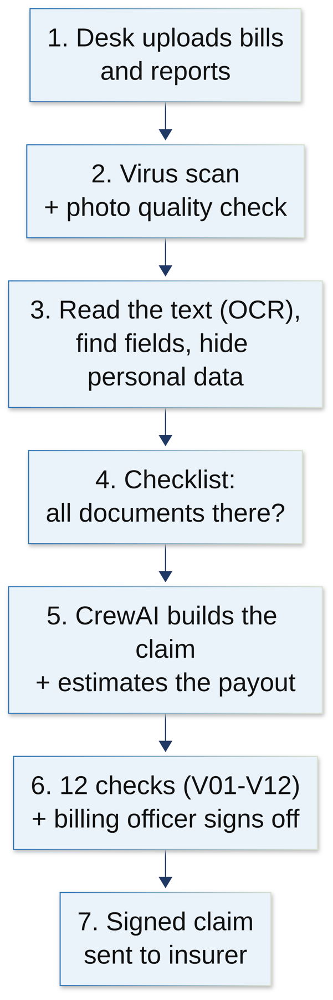 1. Desk uploads bills
and reports
2. Virus scan
+ photo quality check
3. Read the text (OCR),
find fields, hide
personal data
4. Checklist:
all documents there?
5. CrewAI builds the
claim
+ estimates the payout
6. 12 checks (V01-V12)
+ billing officer signs off
7. Signed claim
sent to insurer